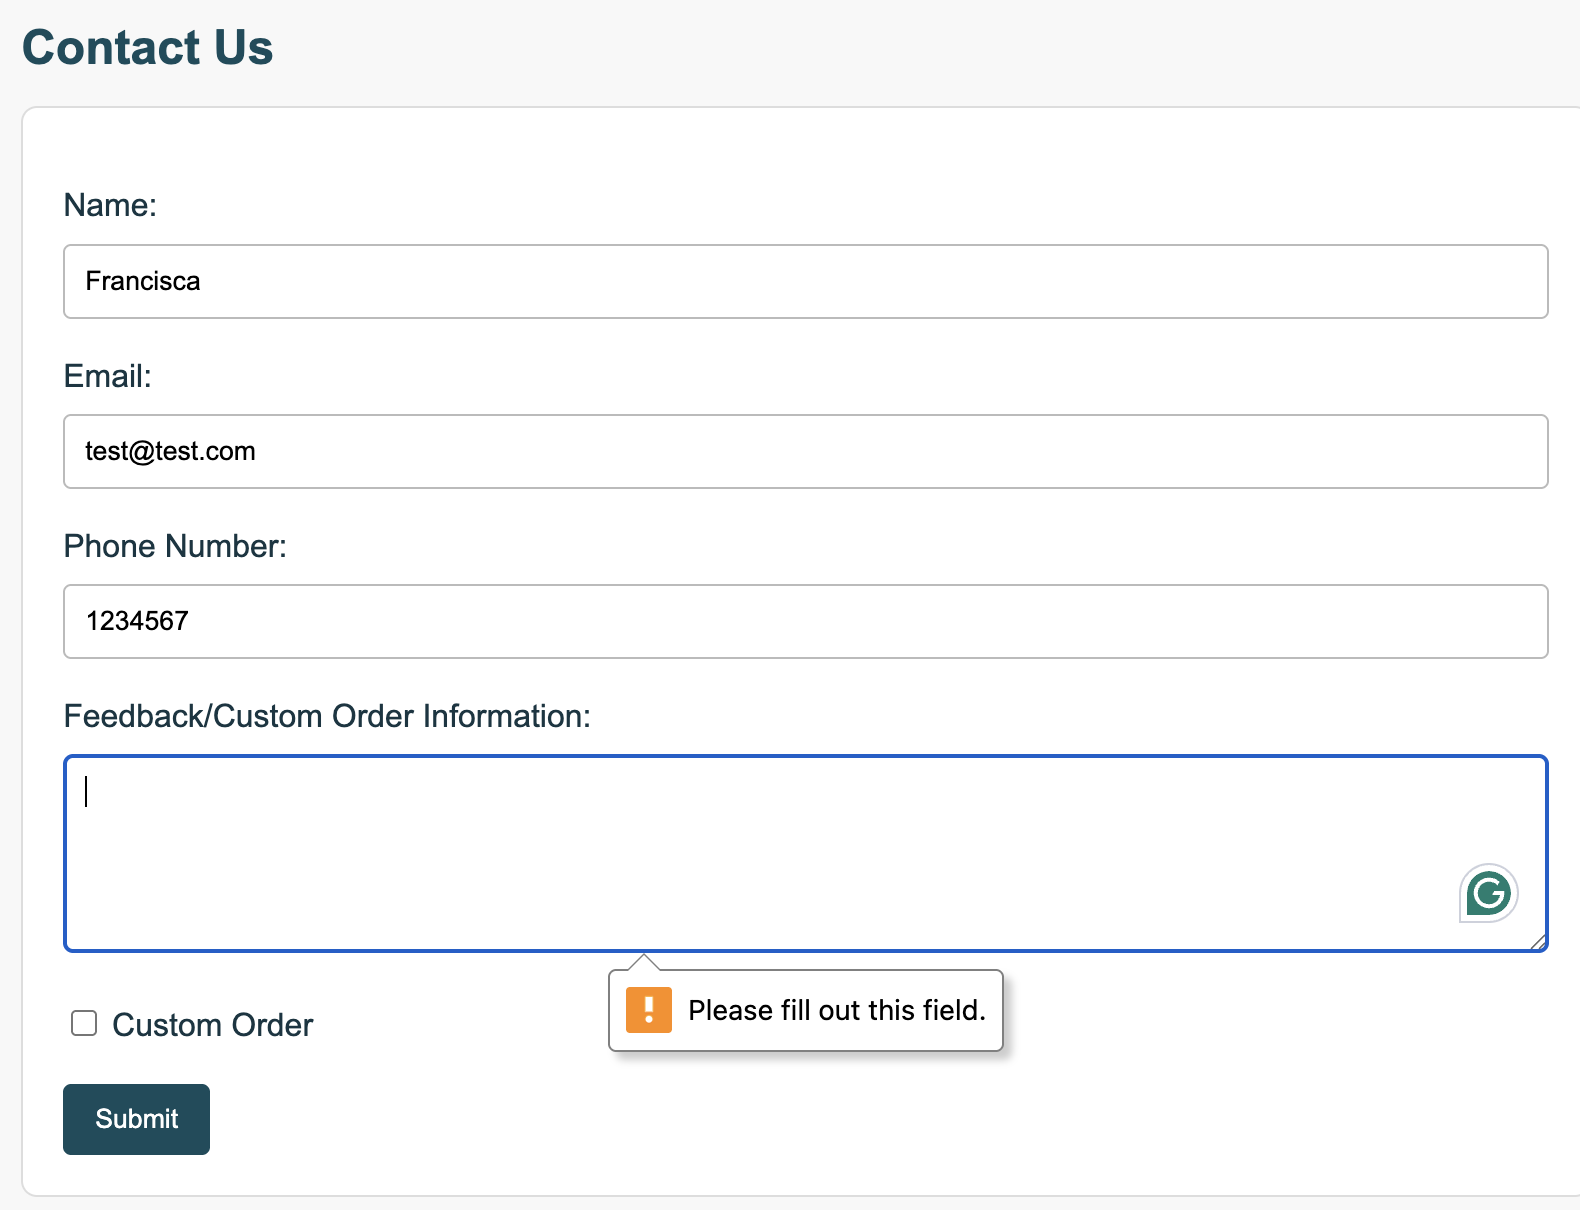 Contact Us
Name:
Francisca
Email:
test@test.com
Phone Number:
1234567
Feedback/Custom Order Information:
Please fill out this field.
Custom Order
Submit